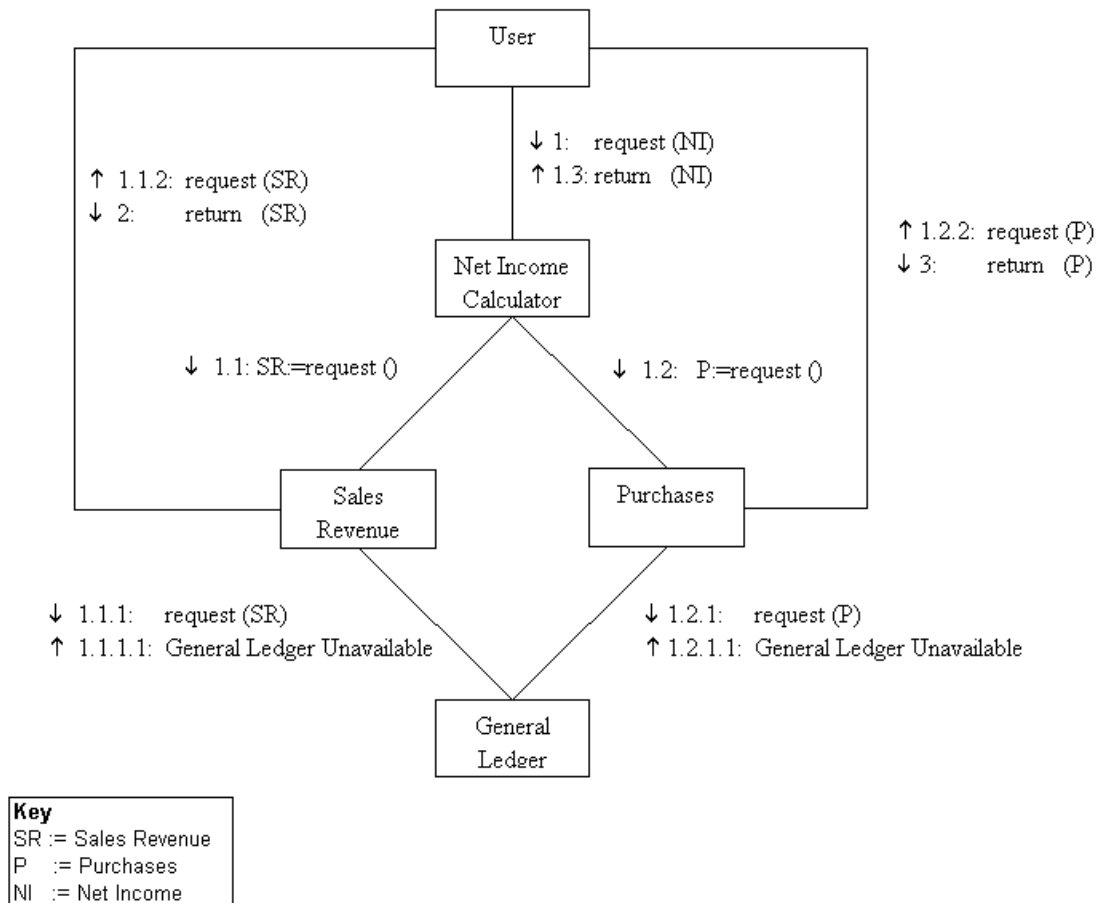 User
↓ 1: request (NI)
↑ 1.3: return (NI)
↑ 1.1.2: request (SR)
↓ 2: return (SR)
↑ 1.2.2: request (P)
↓ 3: return (P)
Net Income
Calculator
↓ 1.1: SR:=request ()
↓ 1.2: P:=request ()
Sales
Revenue
Purchases
↓ 1.1.1: request (SR)
↑ 1.1.1.1: General Ledger Unavailable
↓ 1.2.1: request (P)
↑ 1.2.1.1: General Ledger Unavailable
General
Ledger
Key
SR := Sales Revenue
P := Purchases
NI := Net Income